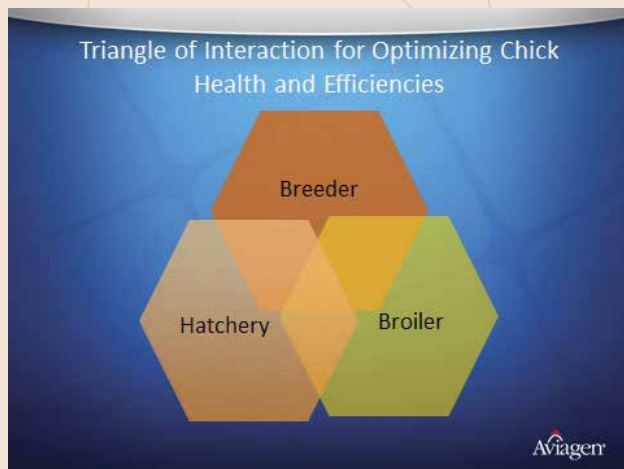 Triangle of Interaction for Optimizing Chick
Health and Efficiencies
Breeder
Hatchery
Broiler
Aviagen